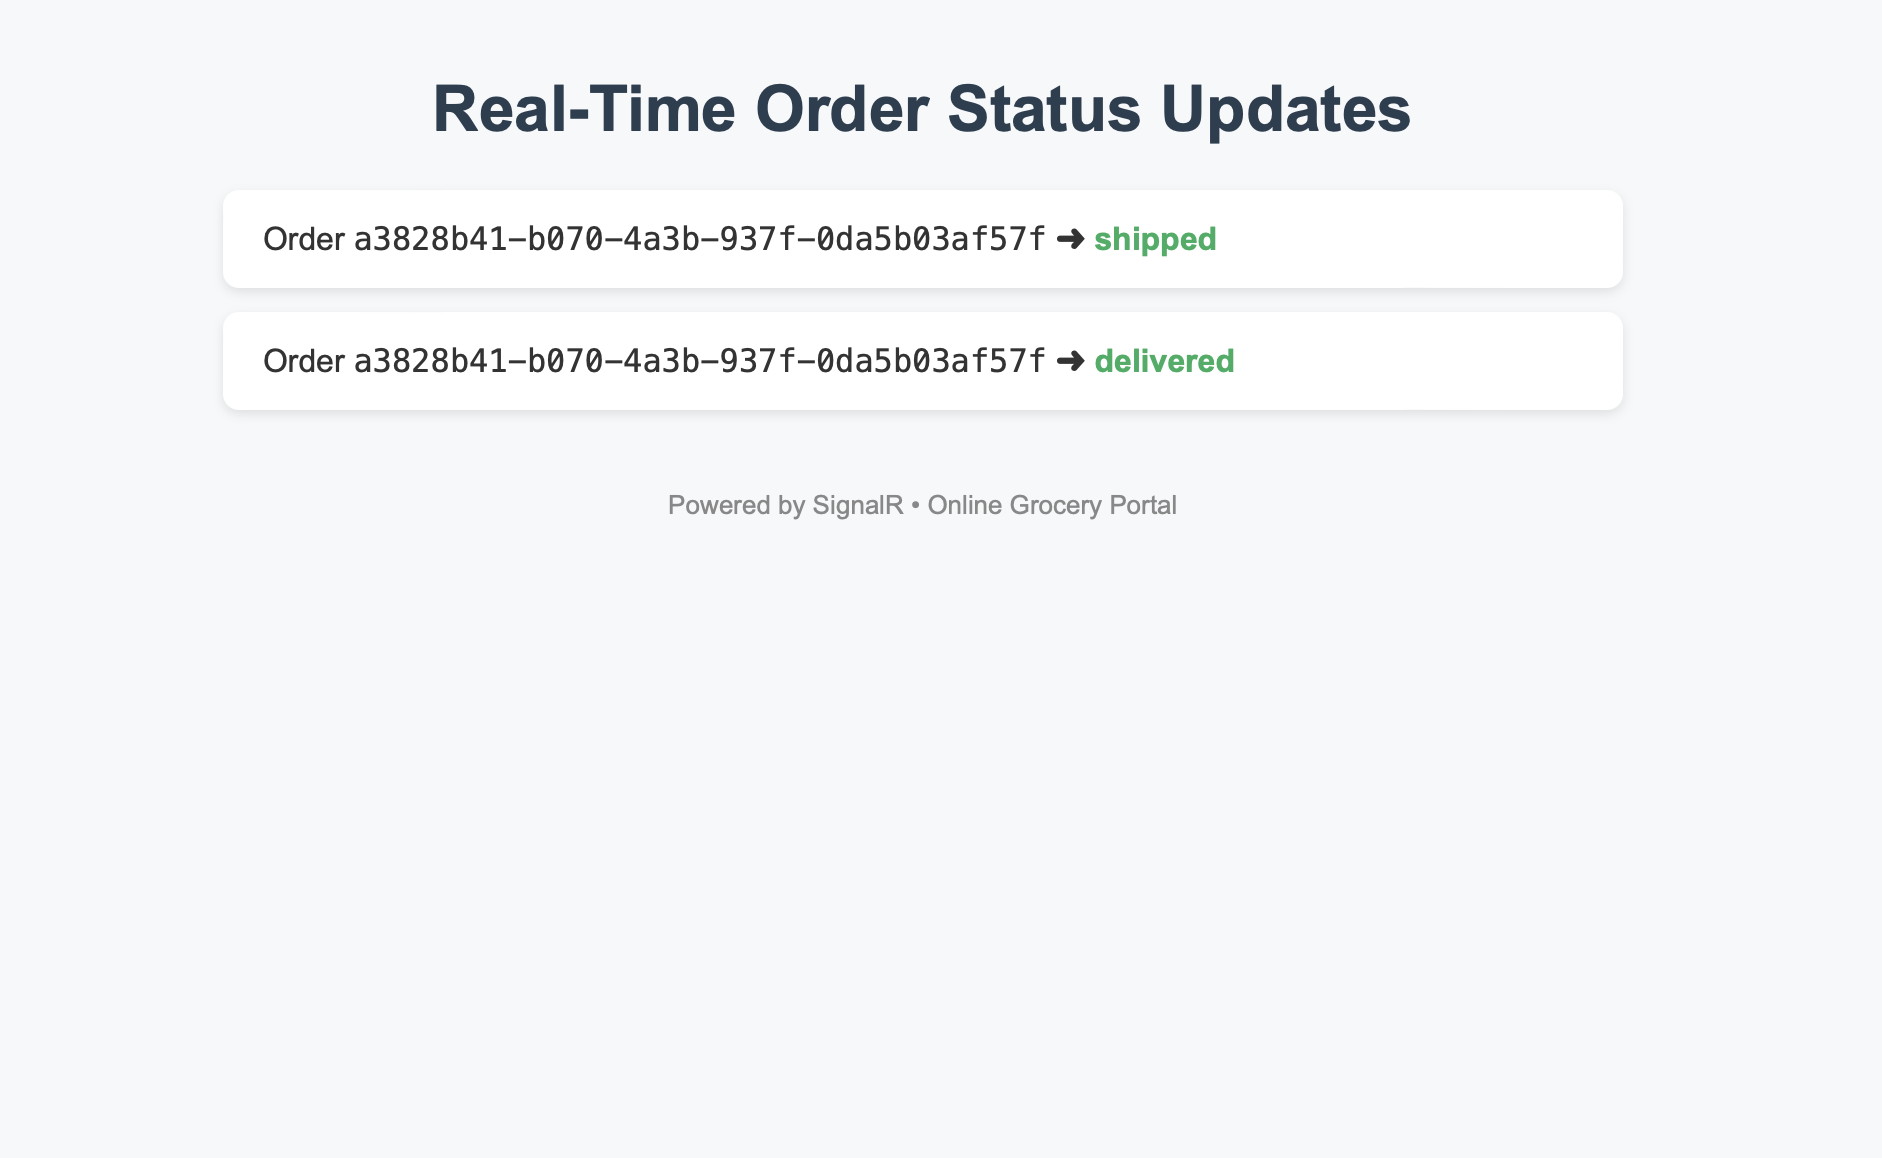 Real-Time Order Status Updates
Order a3828b41-b070-4a3b-937f-0da5b03af57f ➜ shipped
Order a3828b41-b070-4a3b-937f-0da5b03af57f ➜ delivered
Powered by SignalR • Online Grocery Portal